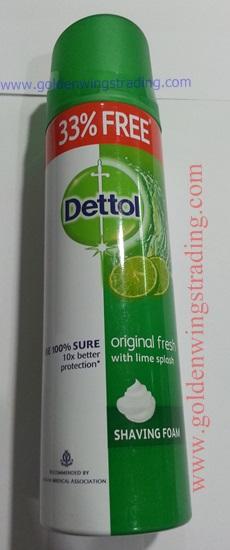 www.goldenwingstrading.com
33% FREE*
Dettol
100% SURE
10x better
protection*
original fresh
with lime splash
SHAVING FOAM
RECOMMENDED BY
MEDICAL ASSOCIATION
www.goldenwingstrading.com